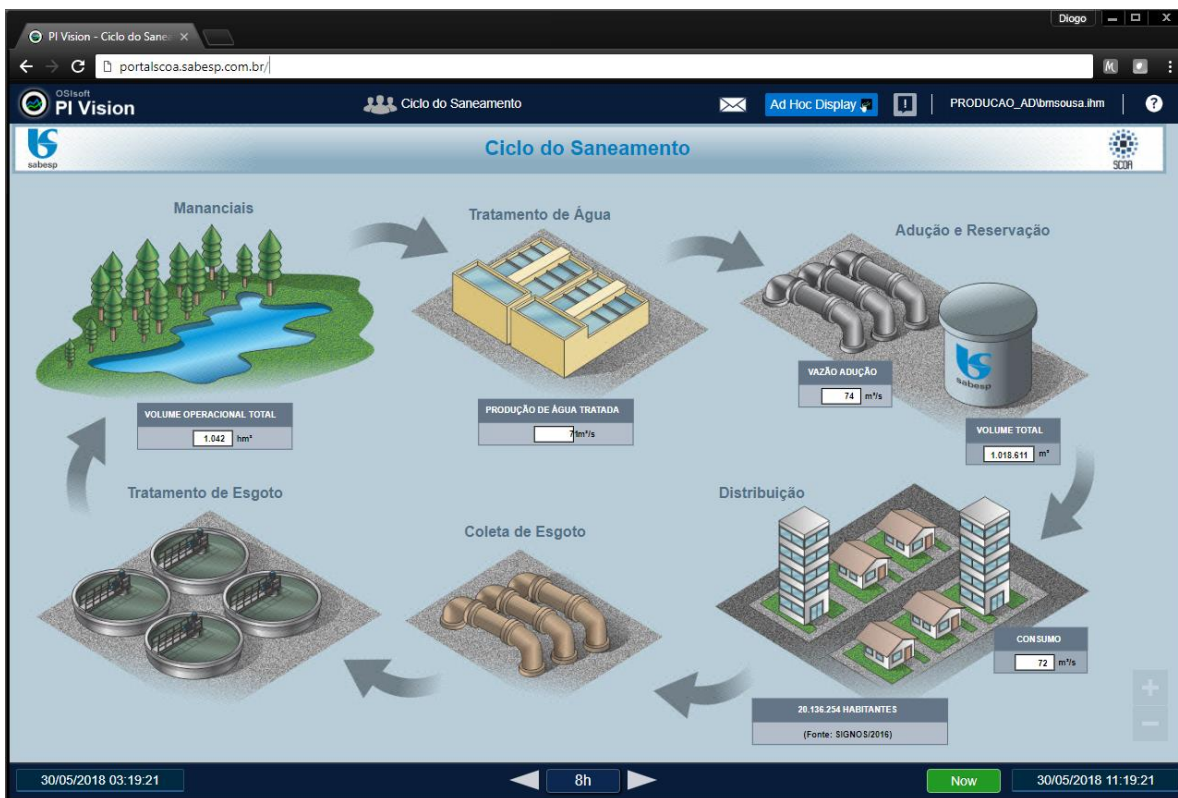 Diogo
PI Vision - Ciclo do Sanea
portalscoa.sabesp.com.br/
OSIsoft
PI Vision
Ciclo do Saneamento
Ad Hoc Display
PRODUCAO_AD\bmsousa.ihm
?
sabesp
Ciclo do Saneamento
SCOA
Mananciais
Tratamento de Água
Adução e Reservação
VAZÃO ADUÇÃO
74 m³/s
sabesp
VOLUME OPERACIONAL TOTAL
1.042 hm³
PRODUÇÃO DE ÁGUA TRATADA
71m³/s
VOLUME TOTAL
1.018.611 m³
Tratamento de Esgoto
Coleta de Esgoto
Distribuição
CONSUMO
72 m³/s
20.136.254 HABITANTES
(Fonte: SIGNOS/2016)
30/05/2018 03:19:21
8h
Now
30/05/2018 11:19:21